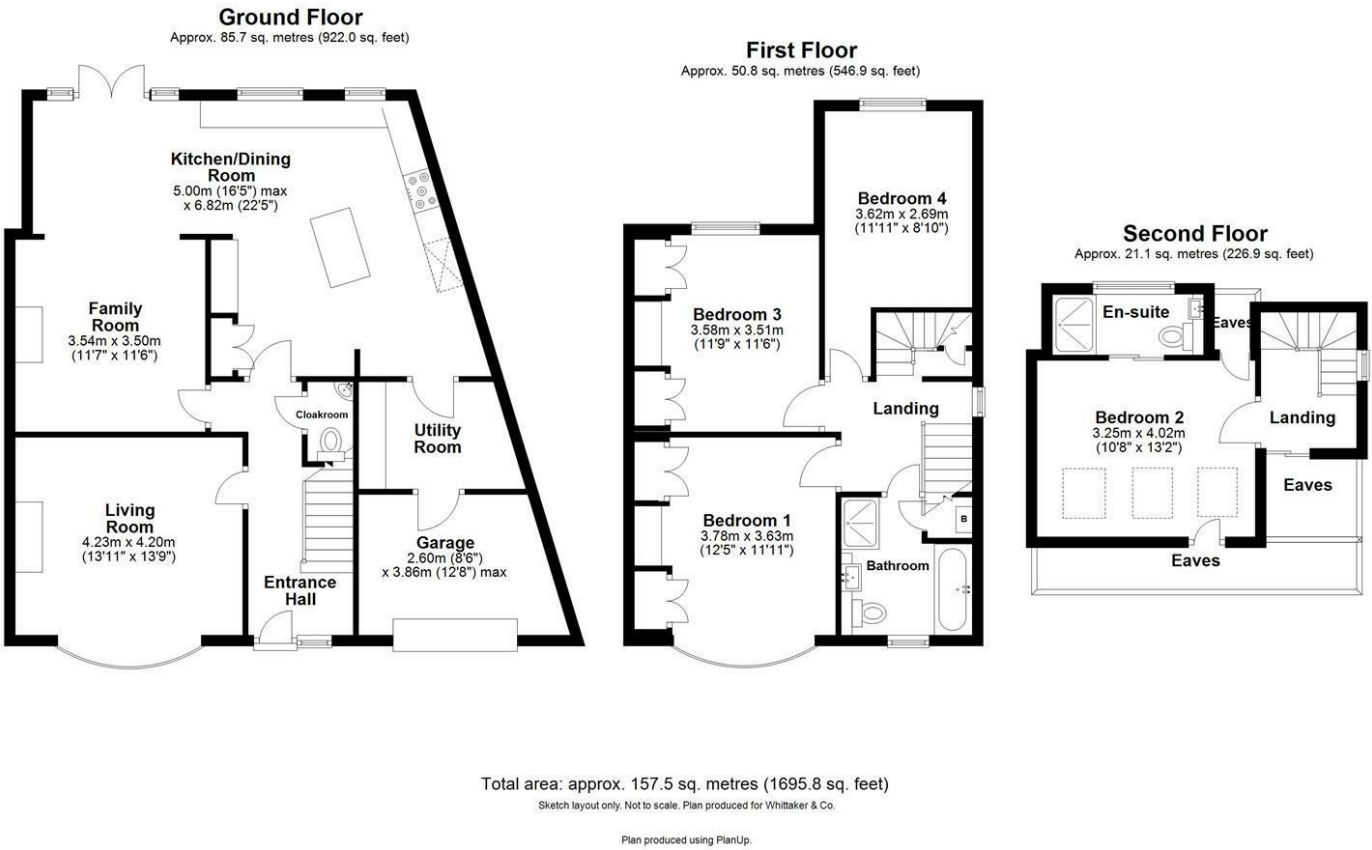 Ground Floor
Approx. 85.7 sq. metres (922.0 sq. feet)
Kitchen/Dining
Room
5.00m (16'5") max
x 6.82m (22'5")
Family
Room
3.54m x 3.50m
(11'7" x 11'6")
Cloakroom
Utility
Room
Living
Room
4.23m x 4.20m
(13'11" x 13'9")
Garage
2.60m (8'6")
x 3.86m (12'8") max
Entrance
Hall
First Floor
Approx. 50.8 sq. metres (546.9 sq. feet)
Bedroom 4
3.62m x 2.69m
(11'11" x 8'10")
Bedroom 3
3.58m x 3.51m
(11'9" x 11'6")
Landing
Bedroom 1
3.78m x 3.63m
(12'5" x 11'11")
B
Bathroom
Second Floor
Approx. 21.1 sq. metres (226.9 sq. feet)
En-suite
Eaves
Bedroom 2
3.25m x 4.02m
(10'8" x 13'2")
Landing
Eaves
Eaves
Total area: approx. 157.5 sq. metres (1695.8 sq. feet)
Sketch layout only. Not to scale. Plan produced for Whittaker & Co.
Plan produced using PlanUp.